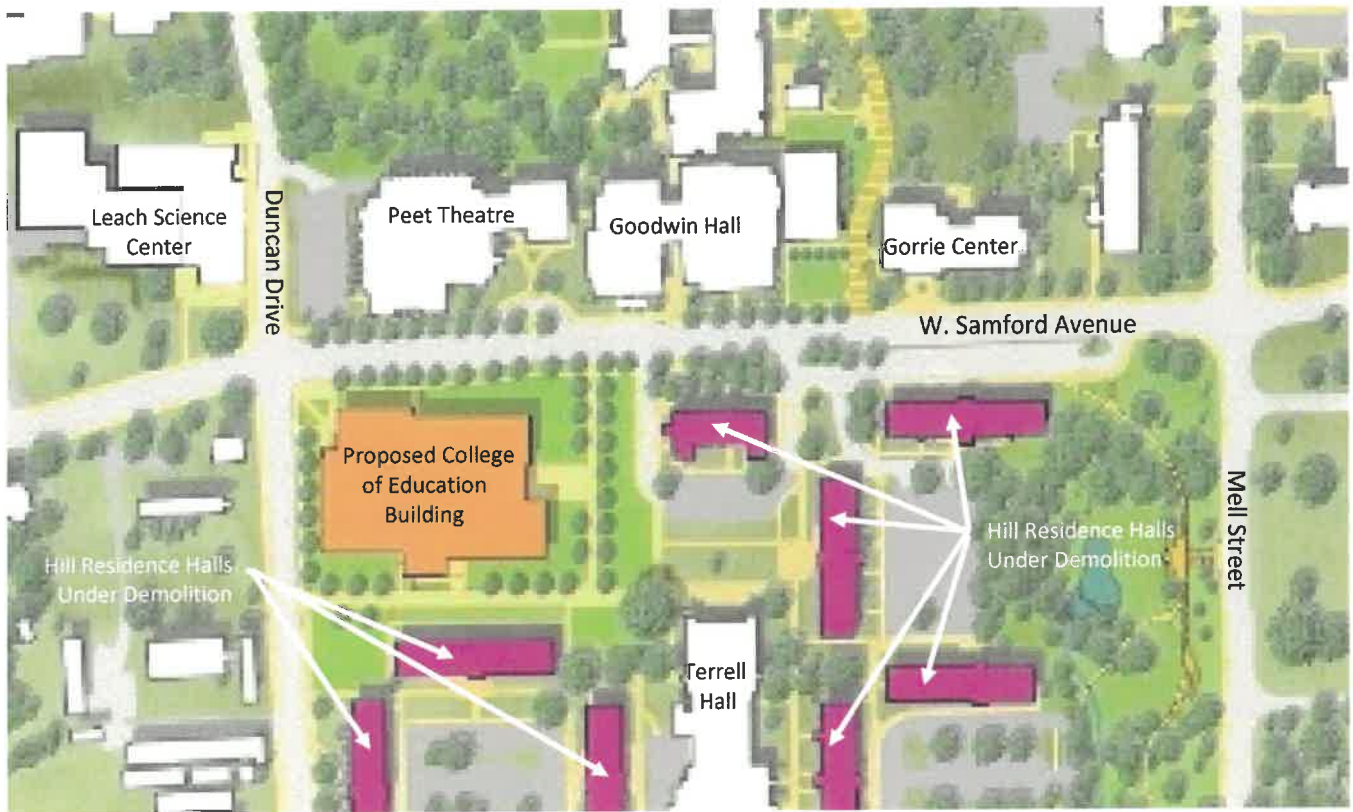 Leach Science
Center
Duncan Drive
Peet Theatre
Goodwin Hall
Gorrie Center
W. Samford Avenue
Proposed College
of Education
Building
Mell Street
Hill Residence Halls
Under Demolition
Hill Residence Halls
Under Demolition
Terrell
Hall